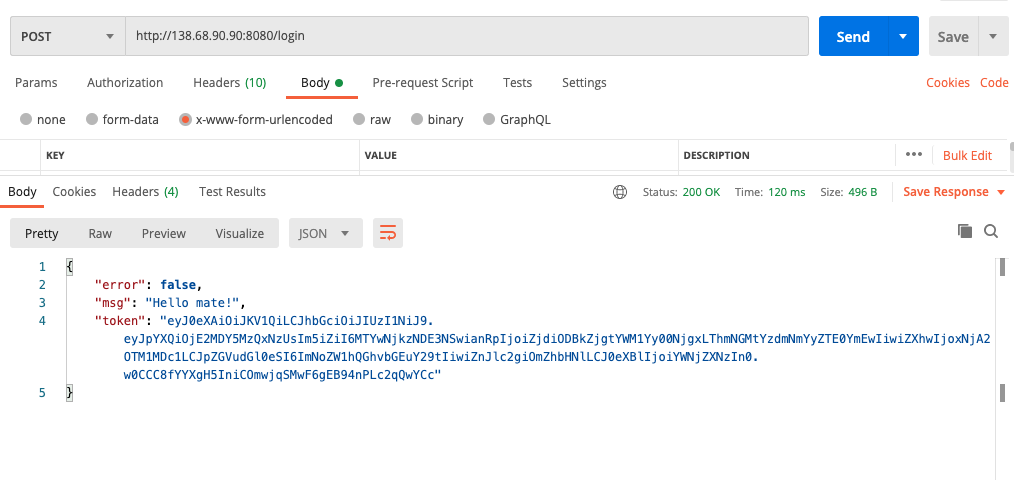 POST http://138.68.90.90:8080/login Send Save
Params Authorization Headers (10) Body Pre-request Script Tests Settings Cookies Code
none form-data x-www-form-urlencoded raw binary GraphQL
KEY VALUE DESCRIPTION ••• Bulk Edit
Body Cookies Headers (4) Test Results Status: 200 OK Time: 120 ms Size: 496 B Save Response
Pretty Raw Preview Visualize JSON
1 {
2 "error": false,
3 "msg": "Hello mate!",
4 "token": "eyJ0eXAiOiJKV1QiLCJhbGciOiJIUzI1NiJ9.
eyJpYXQiOjE2MDY5MzQxNzUsIm5iZiI6MTYwNjkzNDE3NSwianRpIjoiZjdiODBkZjgtYWM1Yy00NjgxLThmNGMtYzdmNmYyZTE0YmEwIiwiZXhwIjoxNjA2
OTM1MDc1LCJpZGVudGl0eSI6ImNoZW1hQGhvbGEuY29tIiwiZnJlc2giOmZhbHNlLCJ0eXBlIjoiYWNjZXNzIn0.
w0CCC8fYYXgH5IniCOmwjqSMwF6gEB94nPLc2qQwYCc"
5 }